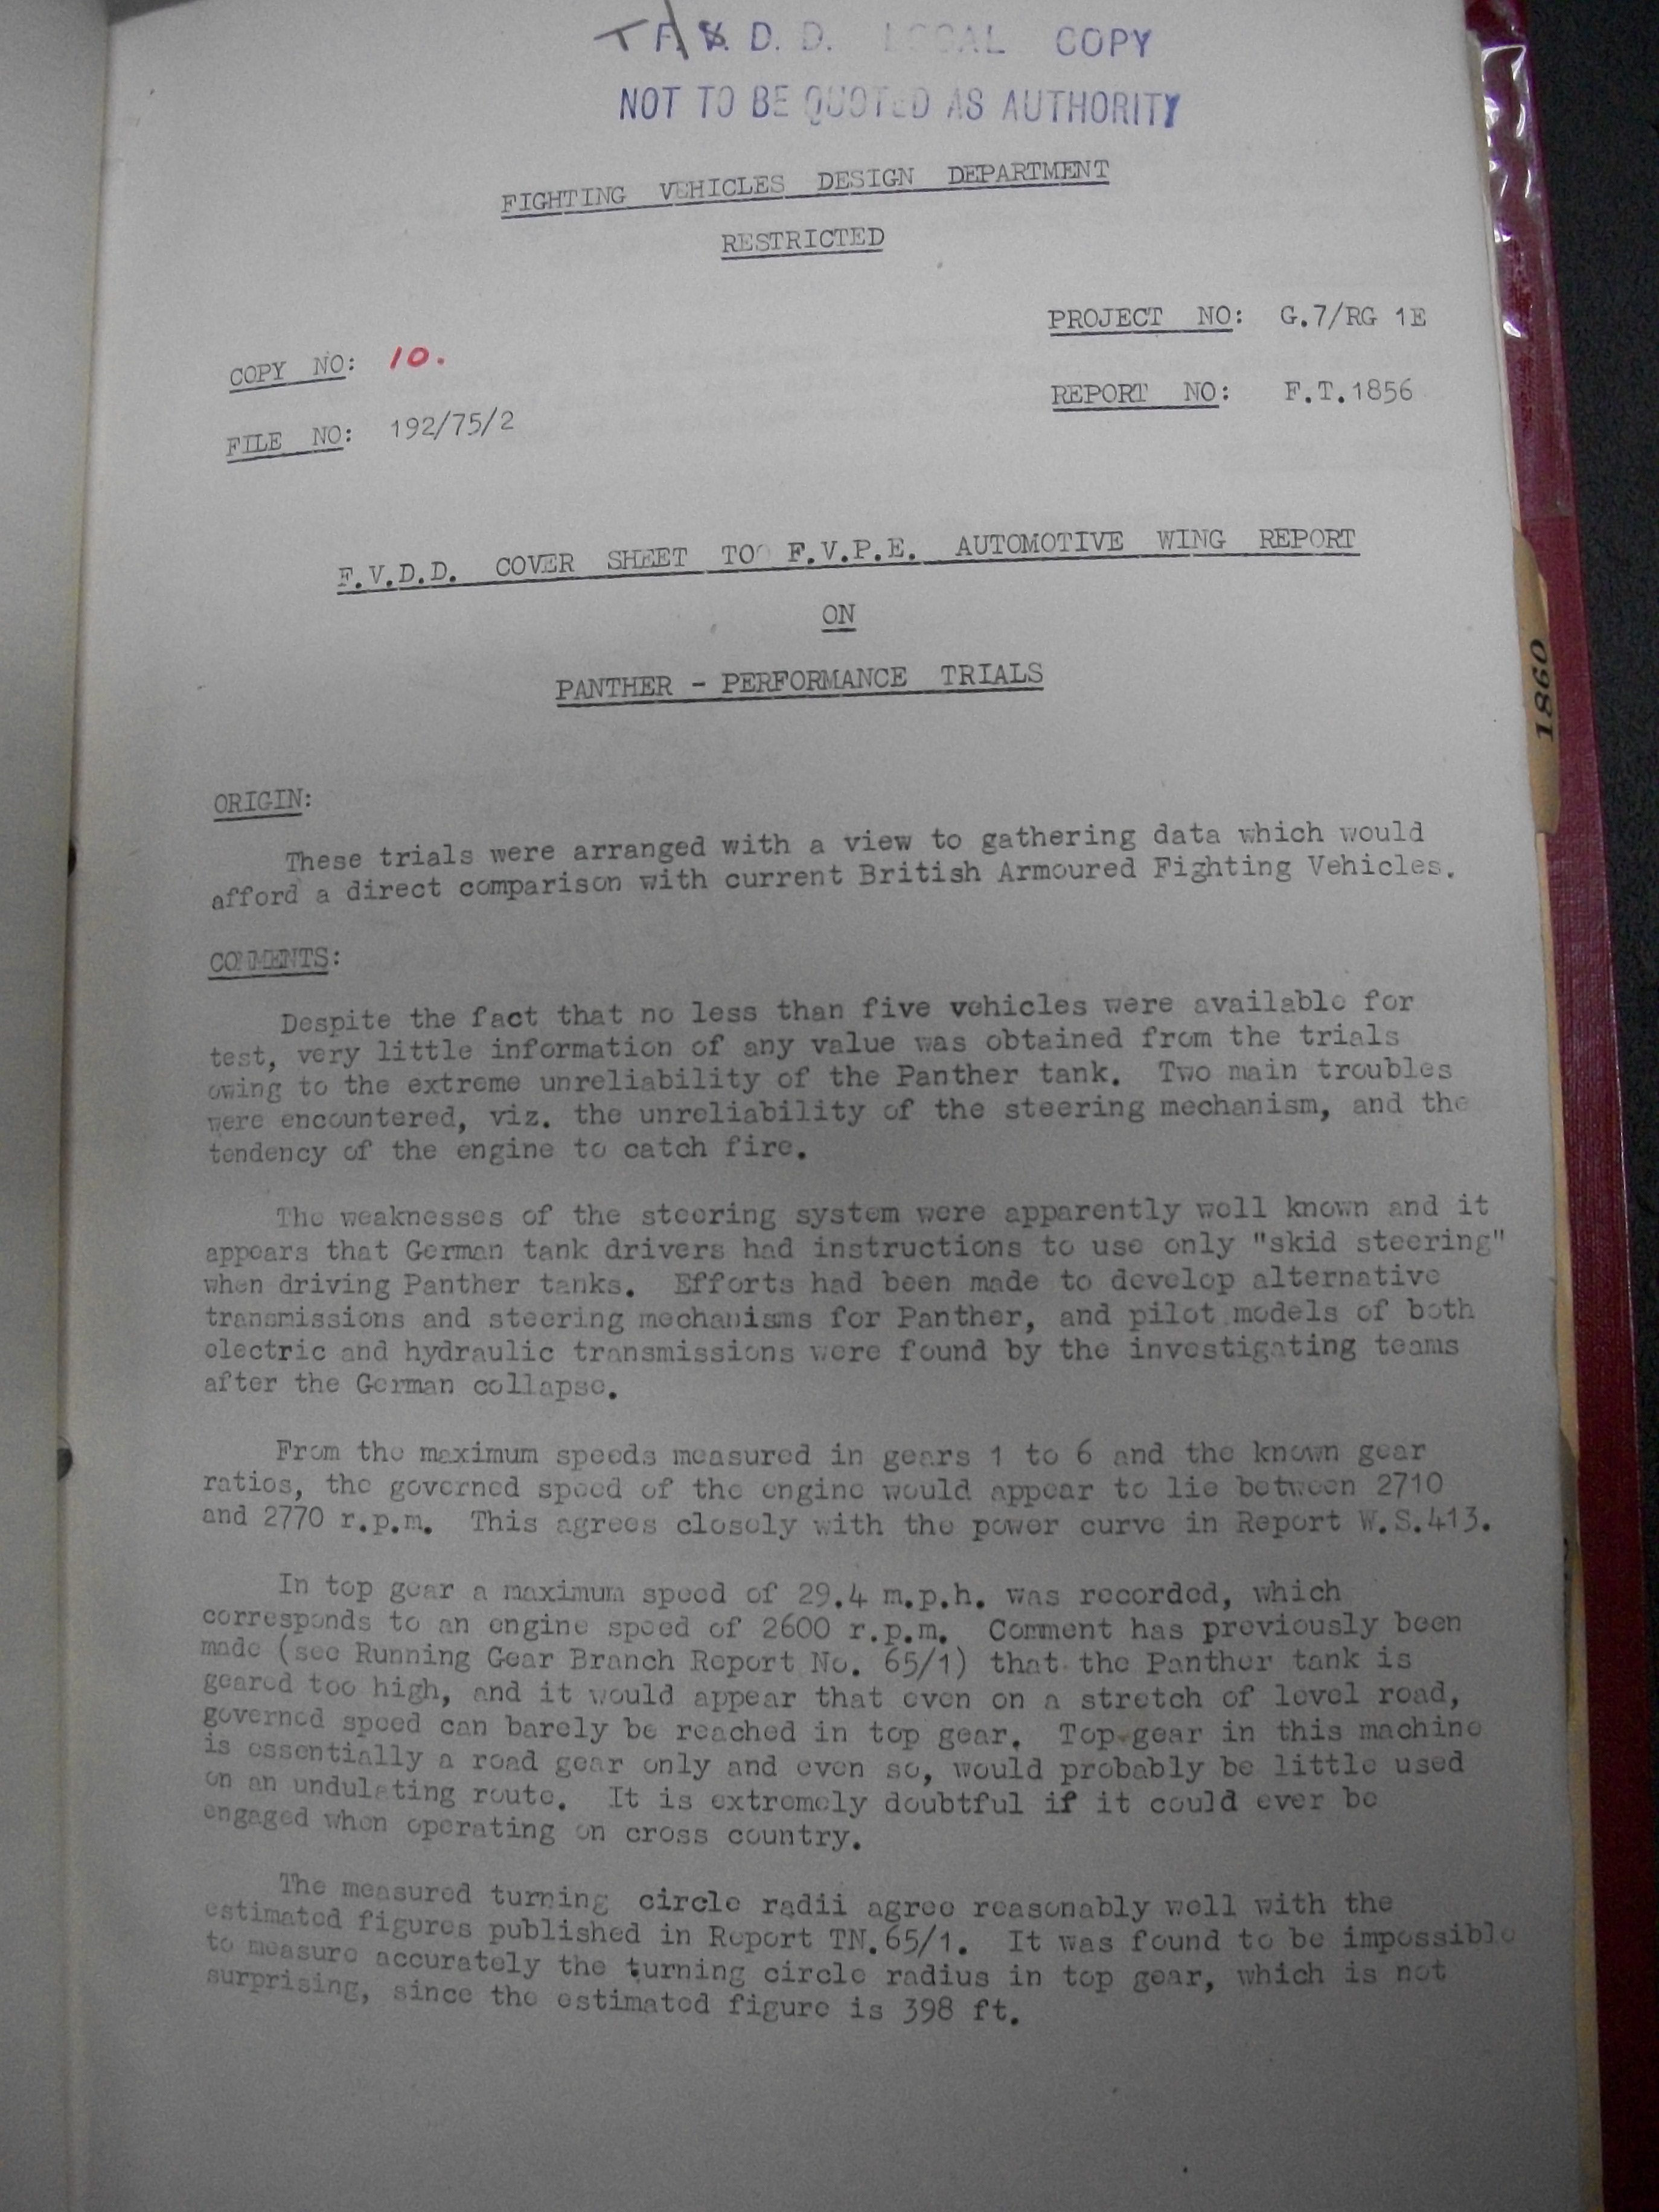 D. D. LOCAL COPY
NOT TO BE QUOTED AS AUTHORITY
FIGHTING VEHICLES DESIGN DEPARTMENT
RESTRICTED
PROJECT NO: G.7/RG 1E
COPY NO: 10.
REPORT NO: F.T.1856
FILE NO: 192/75/2
F.V.D.D. COVER SHEET TO F.V.P.E. AUTOMOTIVE WING REPORT
ON
PANTHER - PERFORMANCE TRIALS
1860
ORIGIN:
These trials were arranged with a view to gathering data which would
afford a direct comparison with current British Armoured Fighting Vehicles.
COMMENTS:
Despite the fact that no less than five vehicles were available for
test, very little information of any value was obtained from the trials
owing to the extreme unreliability of the Panther tank. Two main troubles
were encountered, viz. the unreliability of the steering mechanism, and the
tendency of the engine to catch fire.
The weaknesses of the steering system were apparently well known and it
appears that German tank drivers had instructions to use only "skid steering"
when driving Panther tanks. Efforts had been made to develop alternative
transmissions and steering mechanisms for Panther, and pilot models of both
electric and hydraulic transmissions were found by the investigating teams
after the German collapse.
From the maximum speeds measured in gears 1 to 6 and the known gear
ratios, the governed speed of the engine would appear to lie between 2710
and 2770 r.p.m. This agrees closely with the power curve in Report W.S.413.
In top gear a maximum speed of 29.4 m.p.h. was recorded, which
corresponds to an engine speed of 2600 r.p.m. Comment has previously been
made (see Running Gear Branch Report No. 65/1) that the Panther tank is
geared too high, and it would appear that even on a stretch of level road,
governed speed can barely be reached in top gear. Top gear in this machine
is essentially a road gear only and even so, would probably be little used
on an undulating route. It is extremely doubtful if it could ever be
engaged when operating on cross country.
The measured turning circle radii agree reasonably well with the
estimated figures published in Report TN.65/1. It was found to be impossible
to measure accurately the turning circle radius in top gear, which is not
surprising, since the estimated figure is 398 ft.